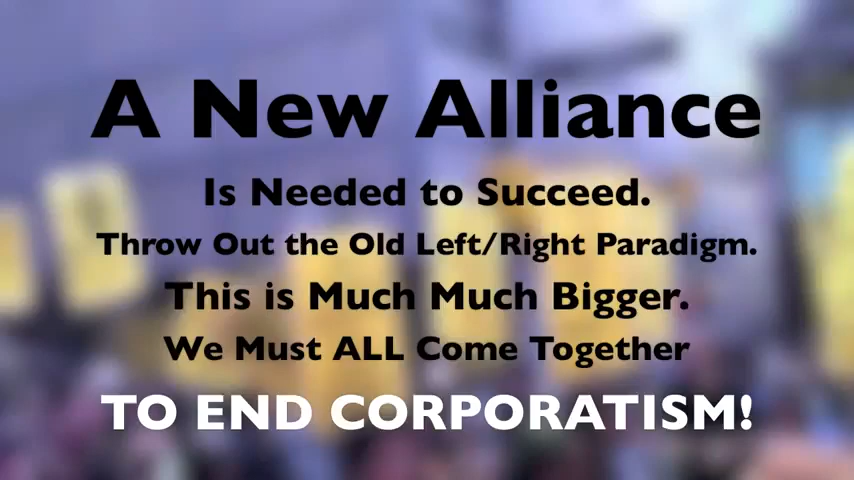 A New Alliance
Is Needed to Succeed.
Throw Out the Old Left/Right Paradigm.
This is Much Much Bigger.
We Must ALL Come Together
TO END CORPORATISM!